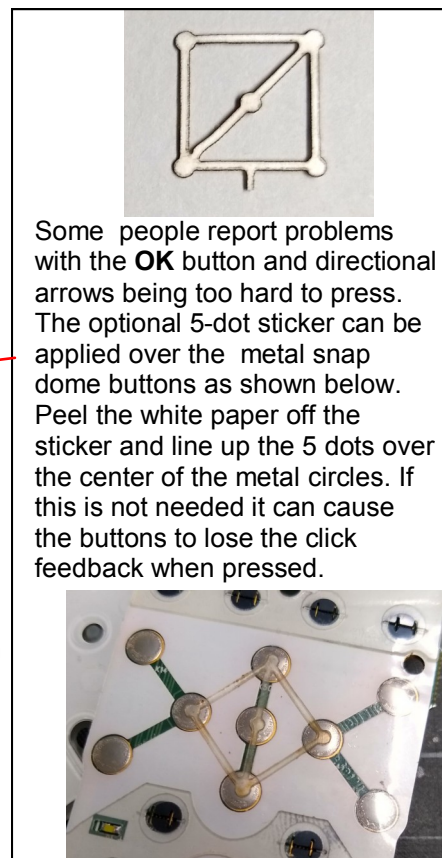 Some people report problems
with the OK button and directional
arrows being too hard to press.
The optional 5-dot sticker can be
applied over the metal snap
dome buttons as shown below.
Peel the white paper off the
sticker and line up the 5 dots over
the center of the metal circles. If
this is not needed it can cause
the buttons to lose the click
feedback when pressed.